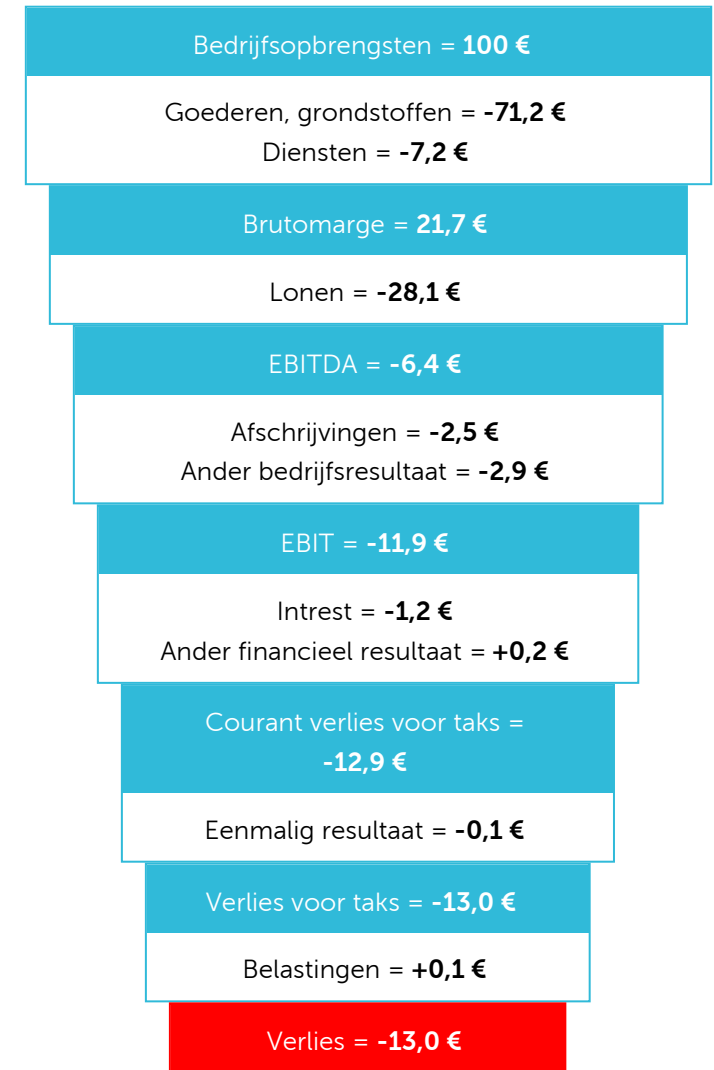 Bedrijfsopbrengsten = 100 €
Goederen, grondstoffen = -71,2 €
Diensten = -7,2 €
Brutomarge = 21,7 €
Lonen = -28,1 €
EBITDA = -6,4 €
Afschrijvingen = -2,5 €
Ander bedrijfsresultaat = -2,9 €
EBIT = -11,9 €
Intrest = -1,2 €
Ander financieel resultaat = +0,2 €
Courant verlies voor taks =
-12,9 €
Eenmalig resultaat = -0,1 €
Verlies voor taks = -13,0 €
Belastingen = +0,1 €
Verlies = -13,0 €